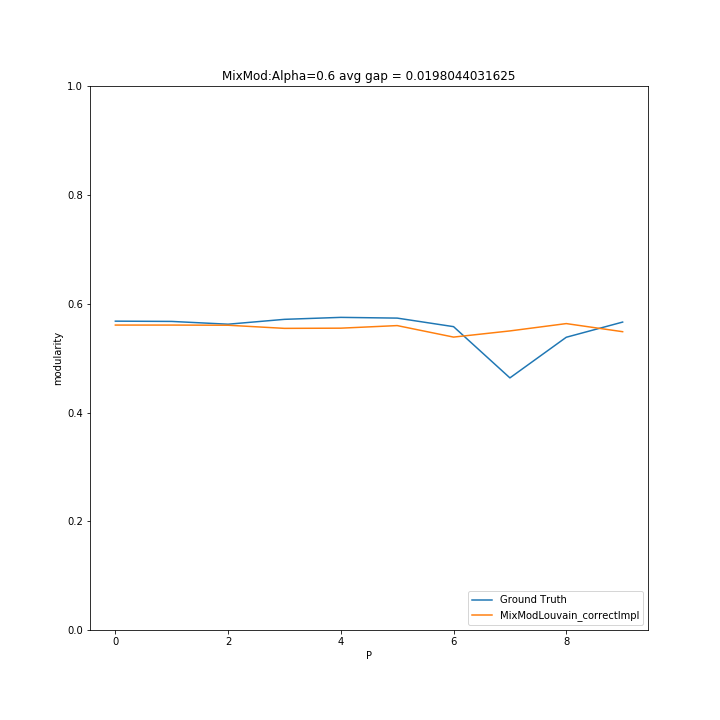 MixMod:Alpha=0.6 avg gap = 0.0198044031625
1.0
0.8
0.6
0.4
0.2
0.0
modularity
0 2 4 6 8
P
Ground Truth
MixModLouvain_correctImpl